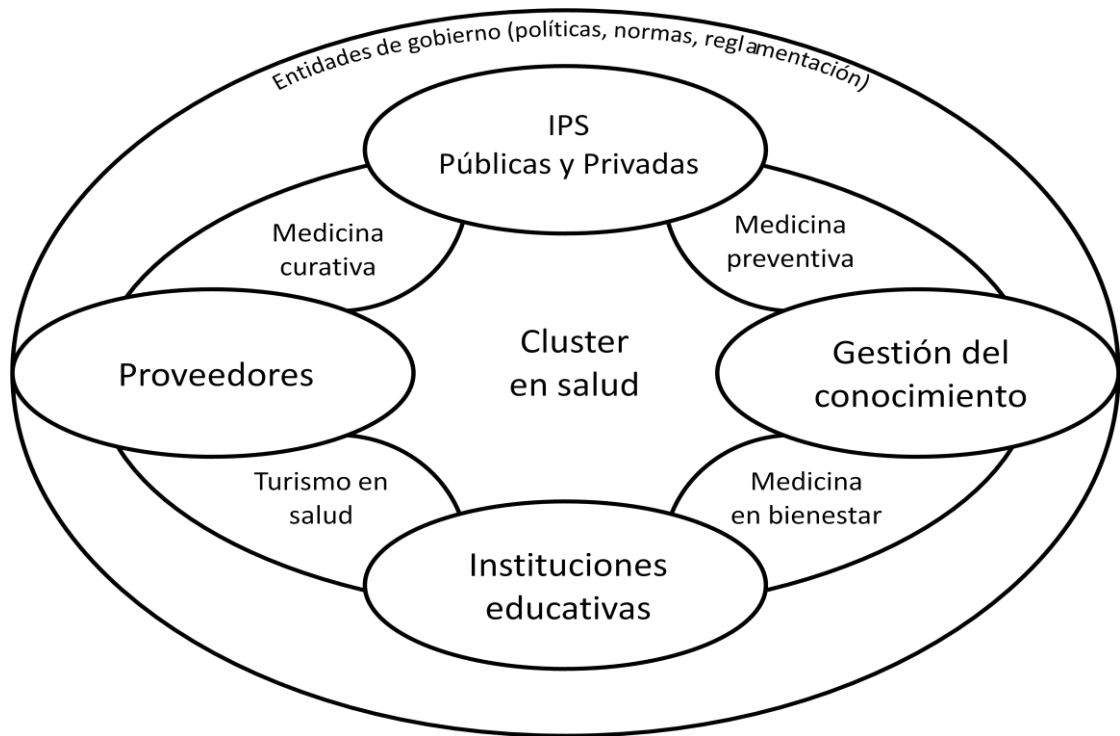 Entidades de gobierno (políticas, normas, reglamentación)
IPS
Públicas y Privadas
Medicina
curativa
Medicina
preventiva
Proveedores
Cluster
en salud
Gestión del
conocimiento
Turismo en
salud
Medicina
en bienestar
Instituciones
educativas